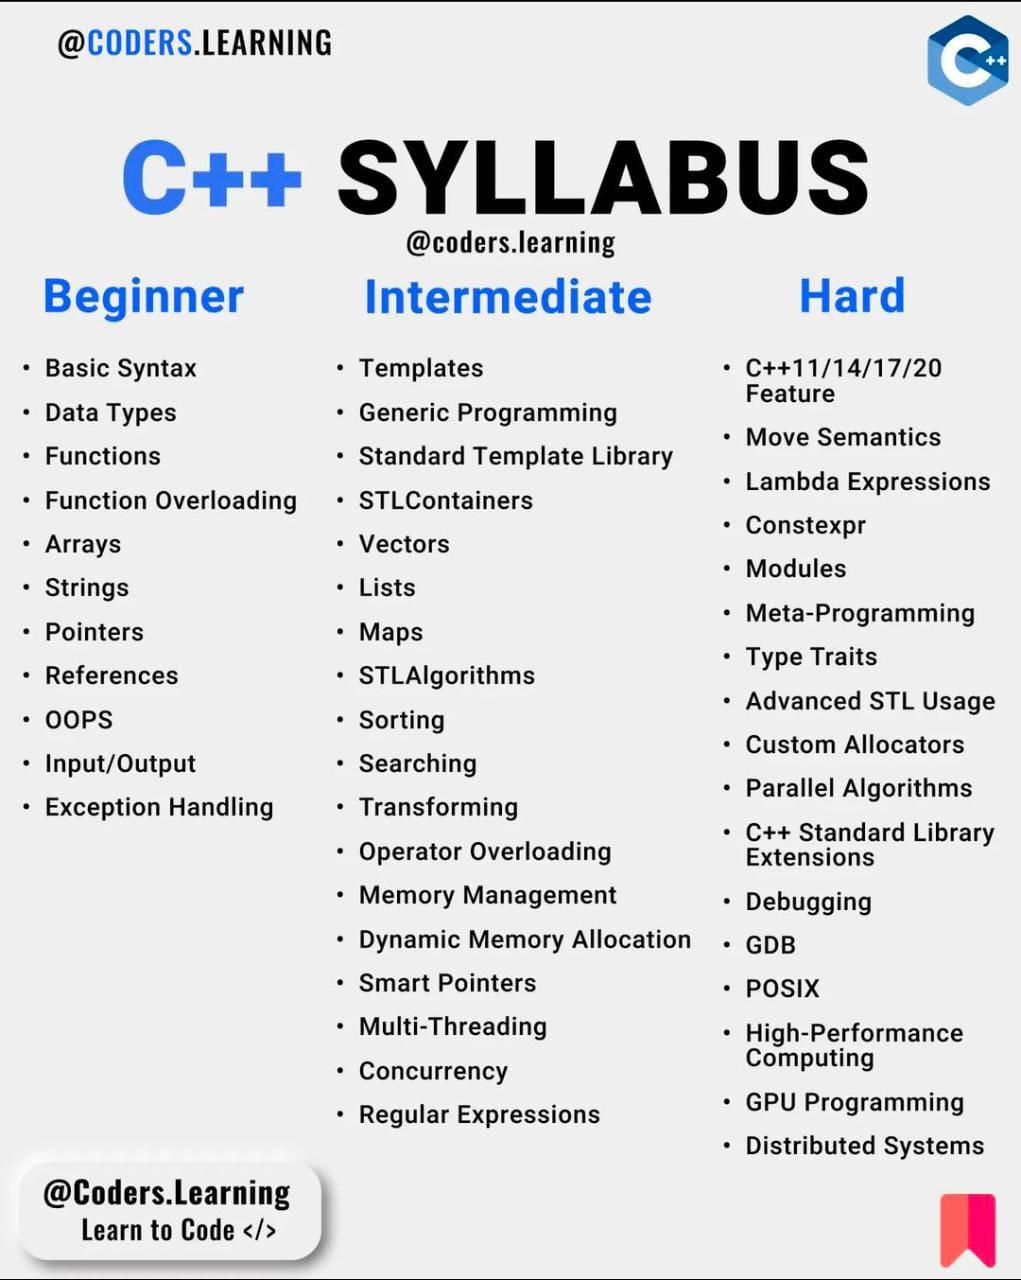 @CODERS.LEARNING
C++
C++ SYLLABUS
@coders.learning
Beginner
• Basic Syntax
• Data Types
• Functions
• Function Overloading
• Arrays
• Strings
• Pointers
• References
• OOPS
• Input/Output
• Exception Handling
Intermediate
• Templates
• Generic Programming
• Standard Template Library
• STLContainers
• Vectors
• Lists
• Maps
• STLAlgorithms
• Sorting
• Searching
• Transforming
• Operator Overloading
• Memory Management
• Dynamic Memory Allocation
• Smart Pointers
• Multi-Threading
• Concurrency
• Regular Expressions
Hard
• C++11/14/17/20
Feature
• Move Semantics
• Lambda Expressions
• Constexpr
• Modules
• Meta-Programming
• Type Traits
• Advanced STL Usage
• Custom Allocators
• Parallel Algorithms
• C++ Standard Library
Extensions
• Debugging
• GDB
• POSIX
• High-Performance
Computing
• GPU Programming
• Distributed Systems
@Coders.Learning
Learn to Code </>